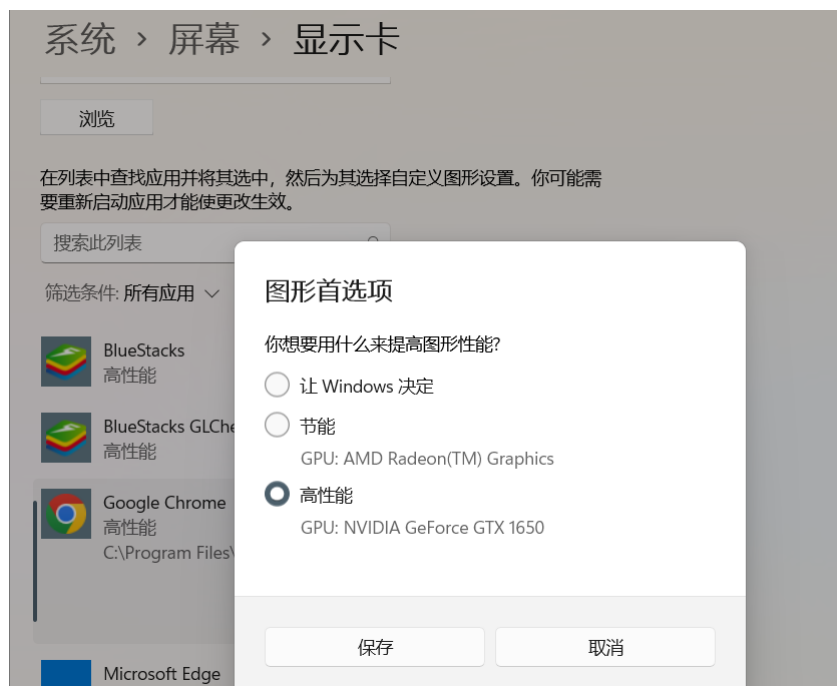 系统 › 屏幕 › 显示卡
浏览
在列表中查找应用并将其选中，然后为其选择自定义图形设置。你可能需
要重新启动应用才能使更改生效。
搜索此列表
筛选条件: 所有应用
BlueStacks
高性能
BlueStacks GLChe
高性能
Google Chrome
高性能
C:\Program Files\
Microsoft Edge
图形首选项
你想要用什么来提高图形性能?
让 Windows 决定
节能
GPU: AMD Radeon(TM) Graphics
高性能
GPU: NVIDIA GeForce GTX 1650
保存
取消